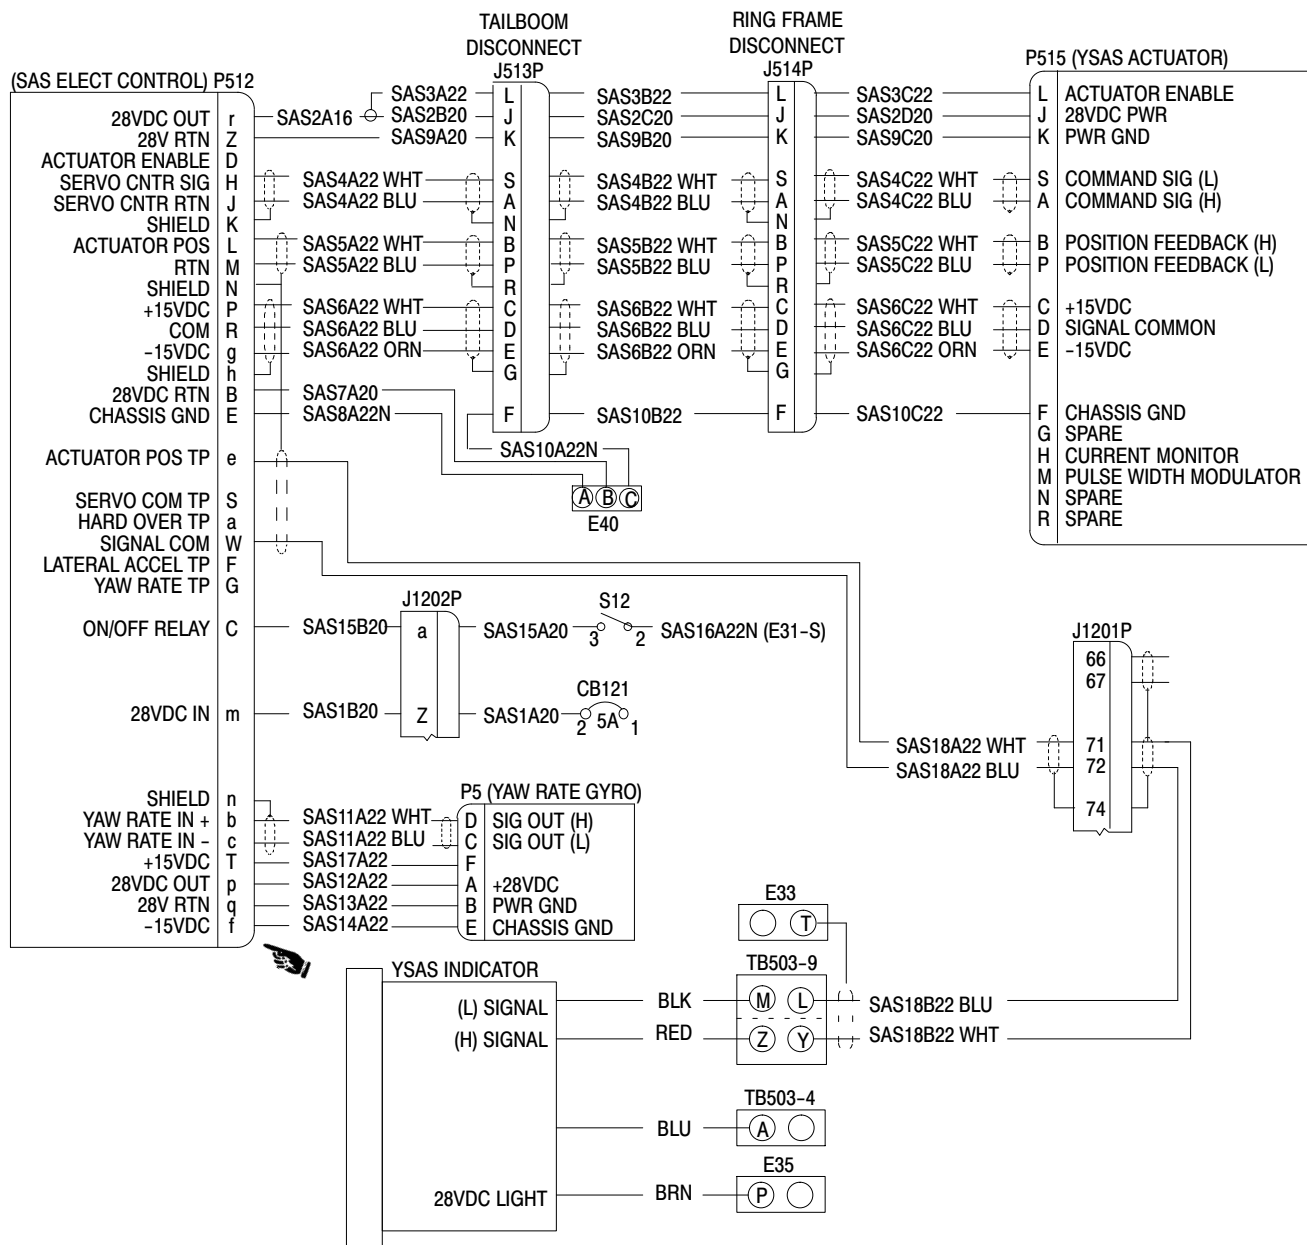 TAILBOOM
DISCONNECT
J513P
RING FRAME
DISCONNECT
J514P
P515 (YSAS ACTUATOR)
(SAS ELECT CONTROL) P512
SAS3A22 L SAS3B22 L SAS3C22 L ACTUATOR ENABLE
28VDC OUT r SAS2A16 SAS2B20 J SAS2C20 J SAS2D20 J 28VDC PWR
28V RTN Z SAS9A20 K SAS9B20 K SAS9C20 K PWR GND
ACTUATOR ENABLE D
SERVO CNTR SIG H SAS4A22 WHT S SAS4B22 WHT S SAS4C22 WHT S COMMAND SIG (L)
SERVO CNTR RTN J SAS4A22 BLU A SAS4B22 BLU A SAS4C22 BLU A COMMAND SIG (H)
SHIELD K N N
ACTUATOR POS L SAS5A22 WHT B SAS5B22 WHT B SAS5C22 WHT B POSITION FEEDBACK (H)
RTN M SAS5A22 BLU P SAS5B22 BLU P SAS5C22 BLU P POSITION FEEDBACK (L)
SHIELD N R R
+15VDC P SAS6A22 WHT C SAS6B22 WHT C SAS6C22 WHT C +15VDC
COM R SAS6A22 BLU D SAS6B22 BLU D SAS6C22 BLU D SIGNAL COMMON
-15VDC g SAS6A22 ORN E SAS6B22 ORN E SAS6C22 ORN E -15VDC
SHIELD h G G
28VDC RTN B SAS7A20
CHASSIS GND E SAS8A22N F SAS10B22 F SAS10C22 F CHASSIS GND
G SPARE
SAS10A22N H CURRENT MONITOR
ACTUATOR POS TP e
M PULSE WIDTH MODULATOR
SERVO COM TP S A B C N SPARE
HARD OVER TP a E40 R SPARE
SIGNAL COM W
LATERAL ACCEL TP F
YAW RATE TP G
J1202P S12
ON/OFF RELAY C SAS15B20 a SAS15A20 3 2 SAS16A22N (E31-S)
J1201P
66
67
CB121
28VDC IN m SAS1B20 Z SAS1A20 2 5A 1
SAS18A22 WHT 71
SAS18A22 BLU 72
74
P5 (YAW RATE GYRO)
SHIELD n
YAW RATE IN + b SAS11A22 WHT D SIG OUT (H)
YAW RATE IN - c SAS11A22 BLU C SIG OUT (L)
+15VDC T SAS17A22 F
28VDC OUT p SAS12A22 A +28VDC
28V RTN q SAS13A22 B PWR GND
-15VDC f SAS14A22 E CHASSIS GND
E33
T
YSAS INDICATOR
TB503-9
(L) SIGNAL BLK M L SAS18B22 BLU
(H) SIGNAL RED Z Y SAS18B22 WHT
TB503-4
BLU A
E35
28VDC LIGHT BRN P